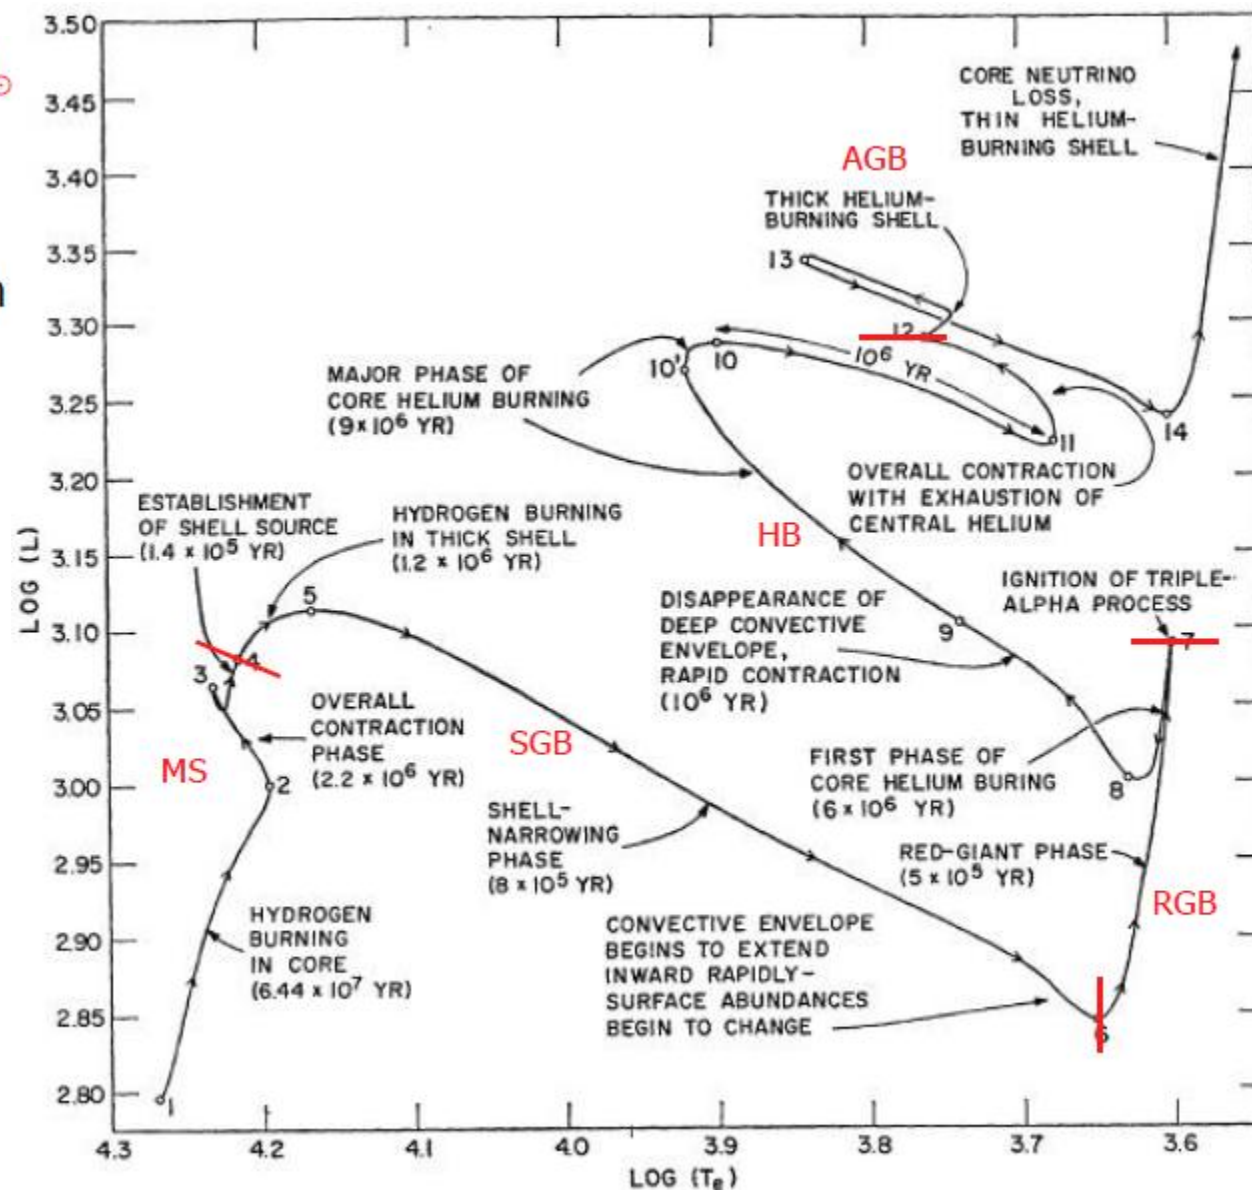 3.50
3.45
3.40
3.35
3.30
3.25
3.20
3.15
3.10
3.05
3.00
2.95
2.90
2.85
2.80
LOG (L)
4.3
4.2
4.1
4.0
3.9
3.8
3.7
3.6
LOG (Te)
CORE NEUTRINO
LOSS,
THIN HELIUM-
BURNING SHELL
AGB
THICK HELIUM-
BURNING SHELL
13
12
10
10'
10⁶ YR
11
14
MAJOR PHASE OF
CORE HELIUM BURNING
(9 x 10⁶ YR)
OVERALL CONTRACTION
WITH EXHAUSTION OF
CENTRAL HELIUM
ESTABLISHMENT
OF SHELL SOURCE
(1.4 x 10⁵ YR)
HYDROGEN BURNING
IN THICK SHELL
(1.2 x 10⁶ YR)
HB
IGNITION OF TRIPLE-
ALPHA PROCESS
7
5
4
3
DISAPPEARANCE OF
DEEP CONVECTIVE
ENVELOPE,
RAPID CONTRACTION
(10⁶ YR)
9
OVERALL
CONTRACTION
PHASE
(2.2 x 10⁶ YR)
MS
2
SGB
FIRST PHASE OF
CORE HELIUM BURING
(6 x 10⁶ YR)
8
SHELL-
NARROWING
PHASE
(8 x 10⁵ YR)
RED-GIANT PHASE
(5 x 10⁵ YR)
RGB
HYDROGEN
BURNING
IN CORE
(6.44 x 10⁷ YR)
CONVECTIVE ENVELOPE
BEGINS TO EXTEND
INWARD RAPIDLY-
SURFACE ABUNDANCES
BEGIN TO CHANGE
6
1